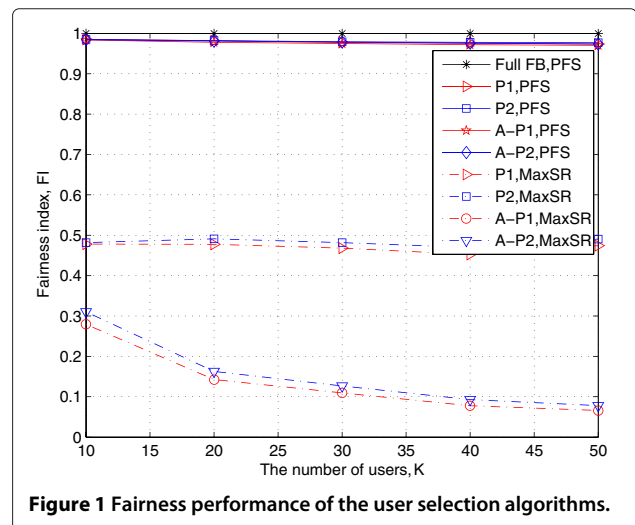 1
0.9
0.8
0.7
0.6
0.5
0.4
0.3
0.2
0.1
0
Fairness index, FI
Full FB,PFS
P1,PFS
P2,PFS
A−P1,PFS
A−P2,PFS
P1,MaxSR
P2,MaxSR
A−P1,MaxSR
A−P2,MaxSR
10 15 20 25 30 35 40 45 50
The number of users, K
Figure 1 Fairness performance of the user selection algorithms.